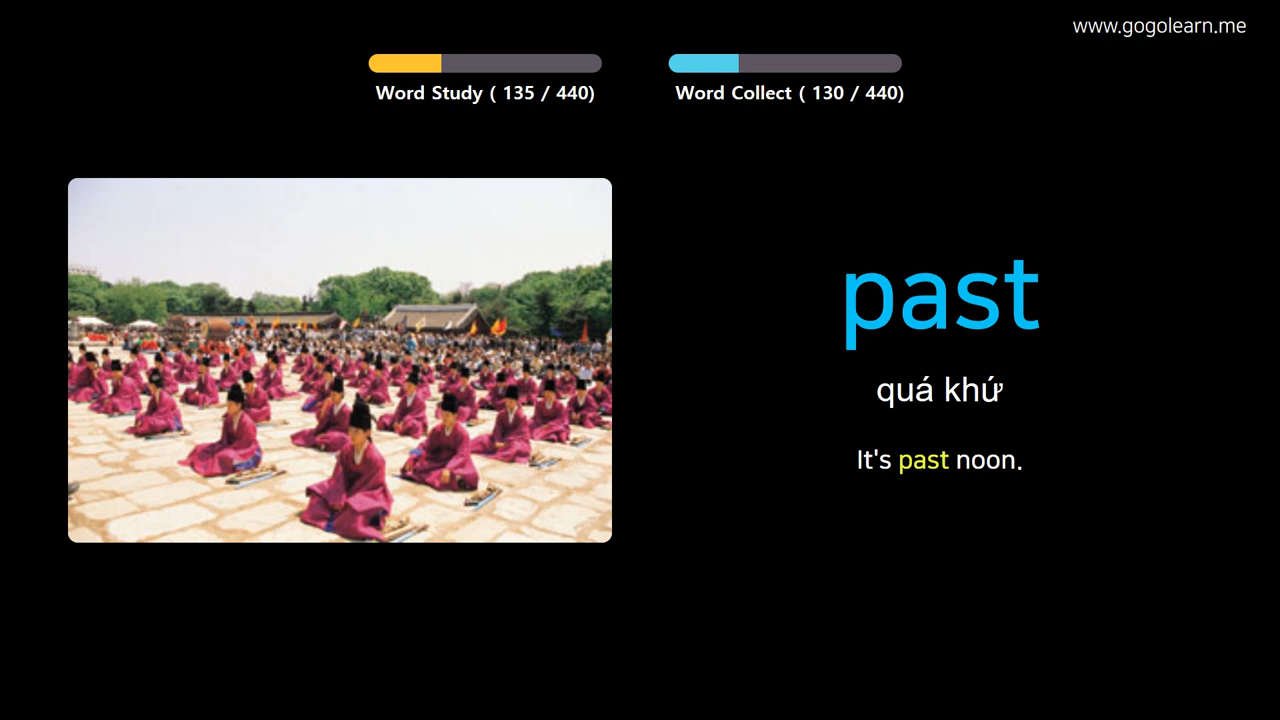 www.gogolearn.me
Word Study ( 135 / 440)
Word Collect ( 130 / 440)
past
quá khứ
It's past noon.